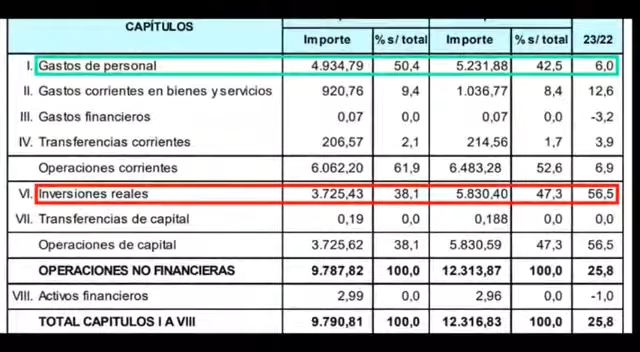 CAPÍTULOS
Importe % s/ total Importe % s/ total 23/22
I. Gastos de personal 4.934,79 50,4 5.231,88 42,5 6,0
II. Gastos corrientes en bienes y servicios 920,76 9,4 1.036,77 8,4 12,6
III. Gastos financieros 0,07 0,0 0,07 0,0 -3,2
IV. Transferencias corrientes 206,57 2,1 214,56 1,7 3,9
Operaciones corrientes 6.062,20 61,9 6.483,28 52,6 6,9
VI. Inversiones reales 3.725,43 38,1 5.830,40 47,3 56,5
VII. Transferencias de capital 0,19 0,0 0,188 0,0 0,0
Operaciones de capital 3.725,62 38,1 5.830,59 47,3 56,5
OPERACIONES NO FINANCIERAS 9.787,82 100,0 12.313,87 100,0 25,8
VIII. Activos financieros 2,99 0,0 2,96 0,0 -1,0
TOTAL CAPITULOS I A VIII 9.790,81 100,0 12.316,83 100,0 25,8